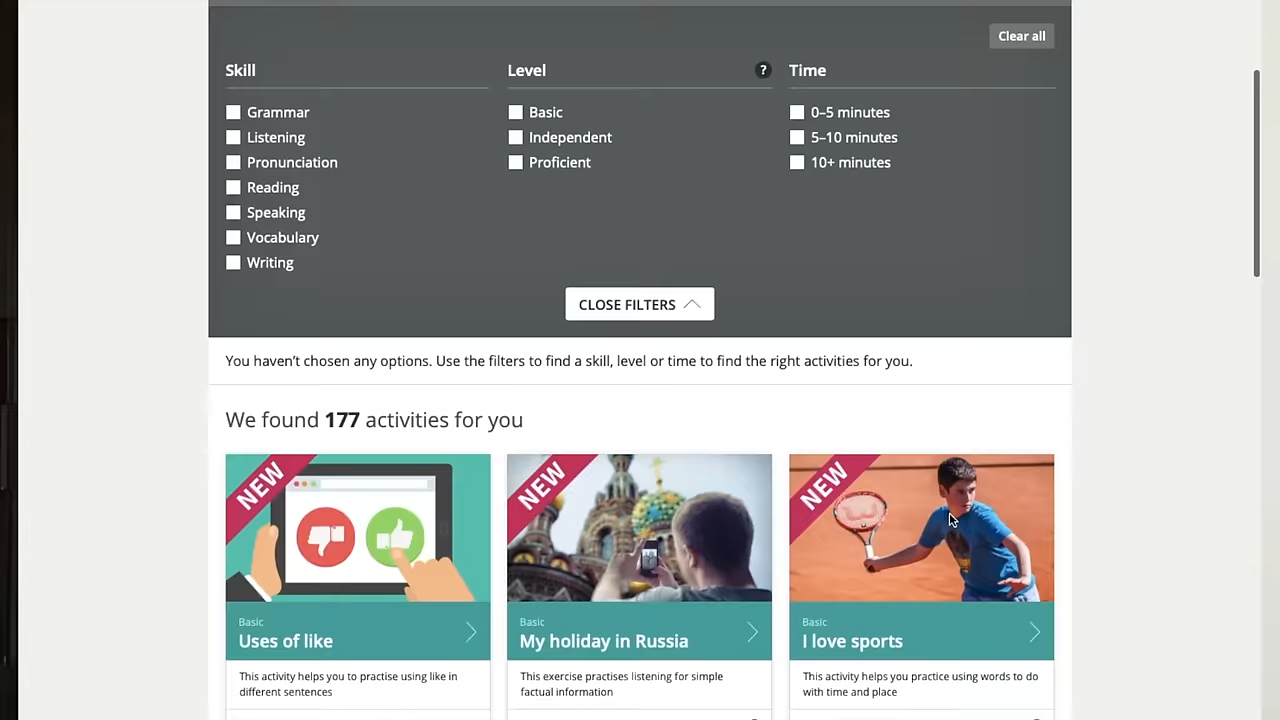 Clear all
Skill
Level
?
Time
Grammar
Listening
Pronunciation
Reading
Speaking
Vocabulary
Writing
Basic
Independent
Proficient
0–5 minutes
5–10 minutes
10+ minutes
CLOSE FILTERS
You haven’t chosen any options. Use the filters to find a skill, level or time to find the right activities for you.
We found 177 activities for you
NEW
Basic
Uses of like
This activity helps you to practise using like in
different sentences
NEW
Basic
My holiday in Russia
This exercise practises listening for simple
factual information
NEW
Basic
I love sports
This activity helps you practice using words to do
with time and place